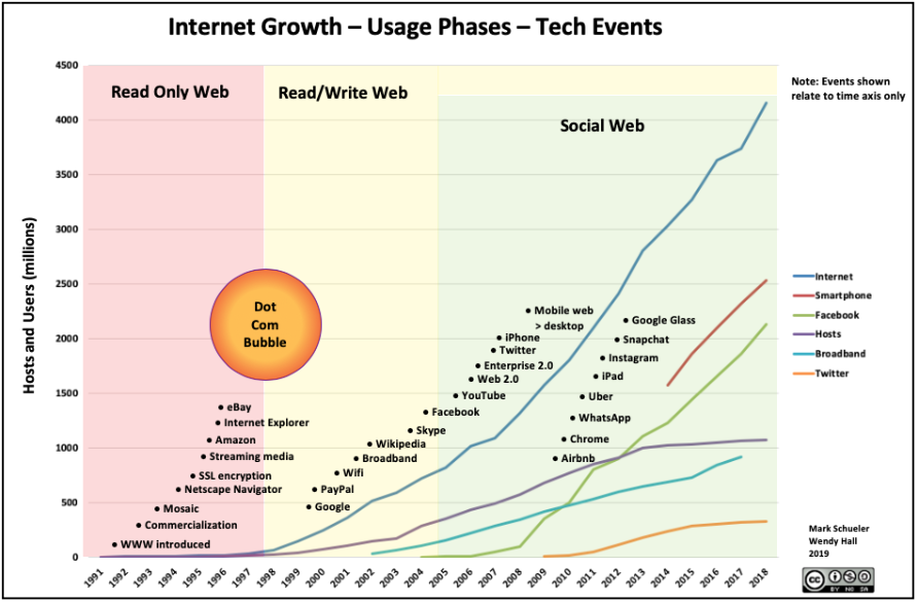 Internet Growth – Usage Phases – Tech Events
Note: Events shown
relate to time axis only
Read Only Web
Read/Write Web
Social Web
Hosts and Users (millions)
4500
4000
3500
3000
2500
2000
1500
1000
500
0
Dot
Com
Bubble
• eBay
• Internet Explorer
• Amazon
• Streaming media
• SSL encryption
• Netscape Navigator
• Mosaic
• Commercialization
• WWW introduced
• Mobile web
> desktop
• iPhone
• Twitter
• Enterprise 2.0
• Web 2.0
• YouTube
• Facebook
• Skype
• Wikipedia
• Broadband
• Wifi
• PayPal
• Google
• Google Glass
• Snapchat
• Instagram
• iPad
• Uber
• WhatsApp
• Chrome
• Airbnb
Internet
Smartphone
Facebook
Hosts
Broadband
Twitter
1991 1992 1993 1994 1995 1996 1997 1998 1999 2000 2001 2002 2003 2004 2005 2006 2007 2008 2009 2010 2011 2012 2013 2014 2015 2016 2017 2018
Mark Schueler
Wendy Hall
2019
cc
BY NC SA